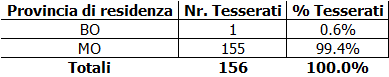 Provincia di residenza Nr. Tesserati % Tesserati
BO 1 0.6%
MO 155 99.4%
Totali 156 100.0%